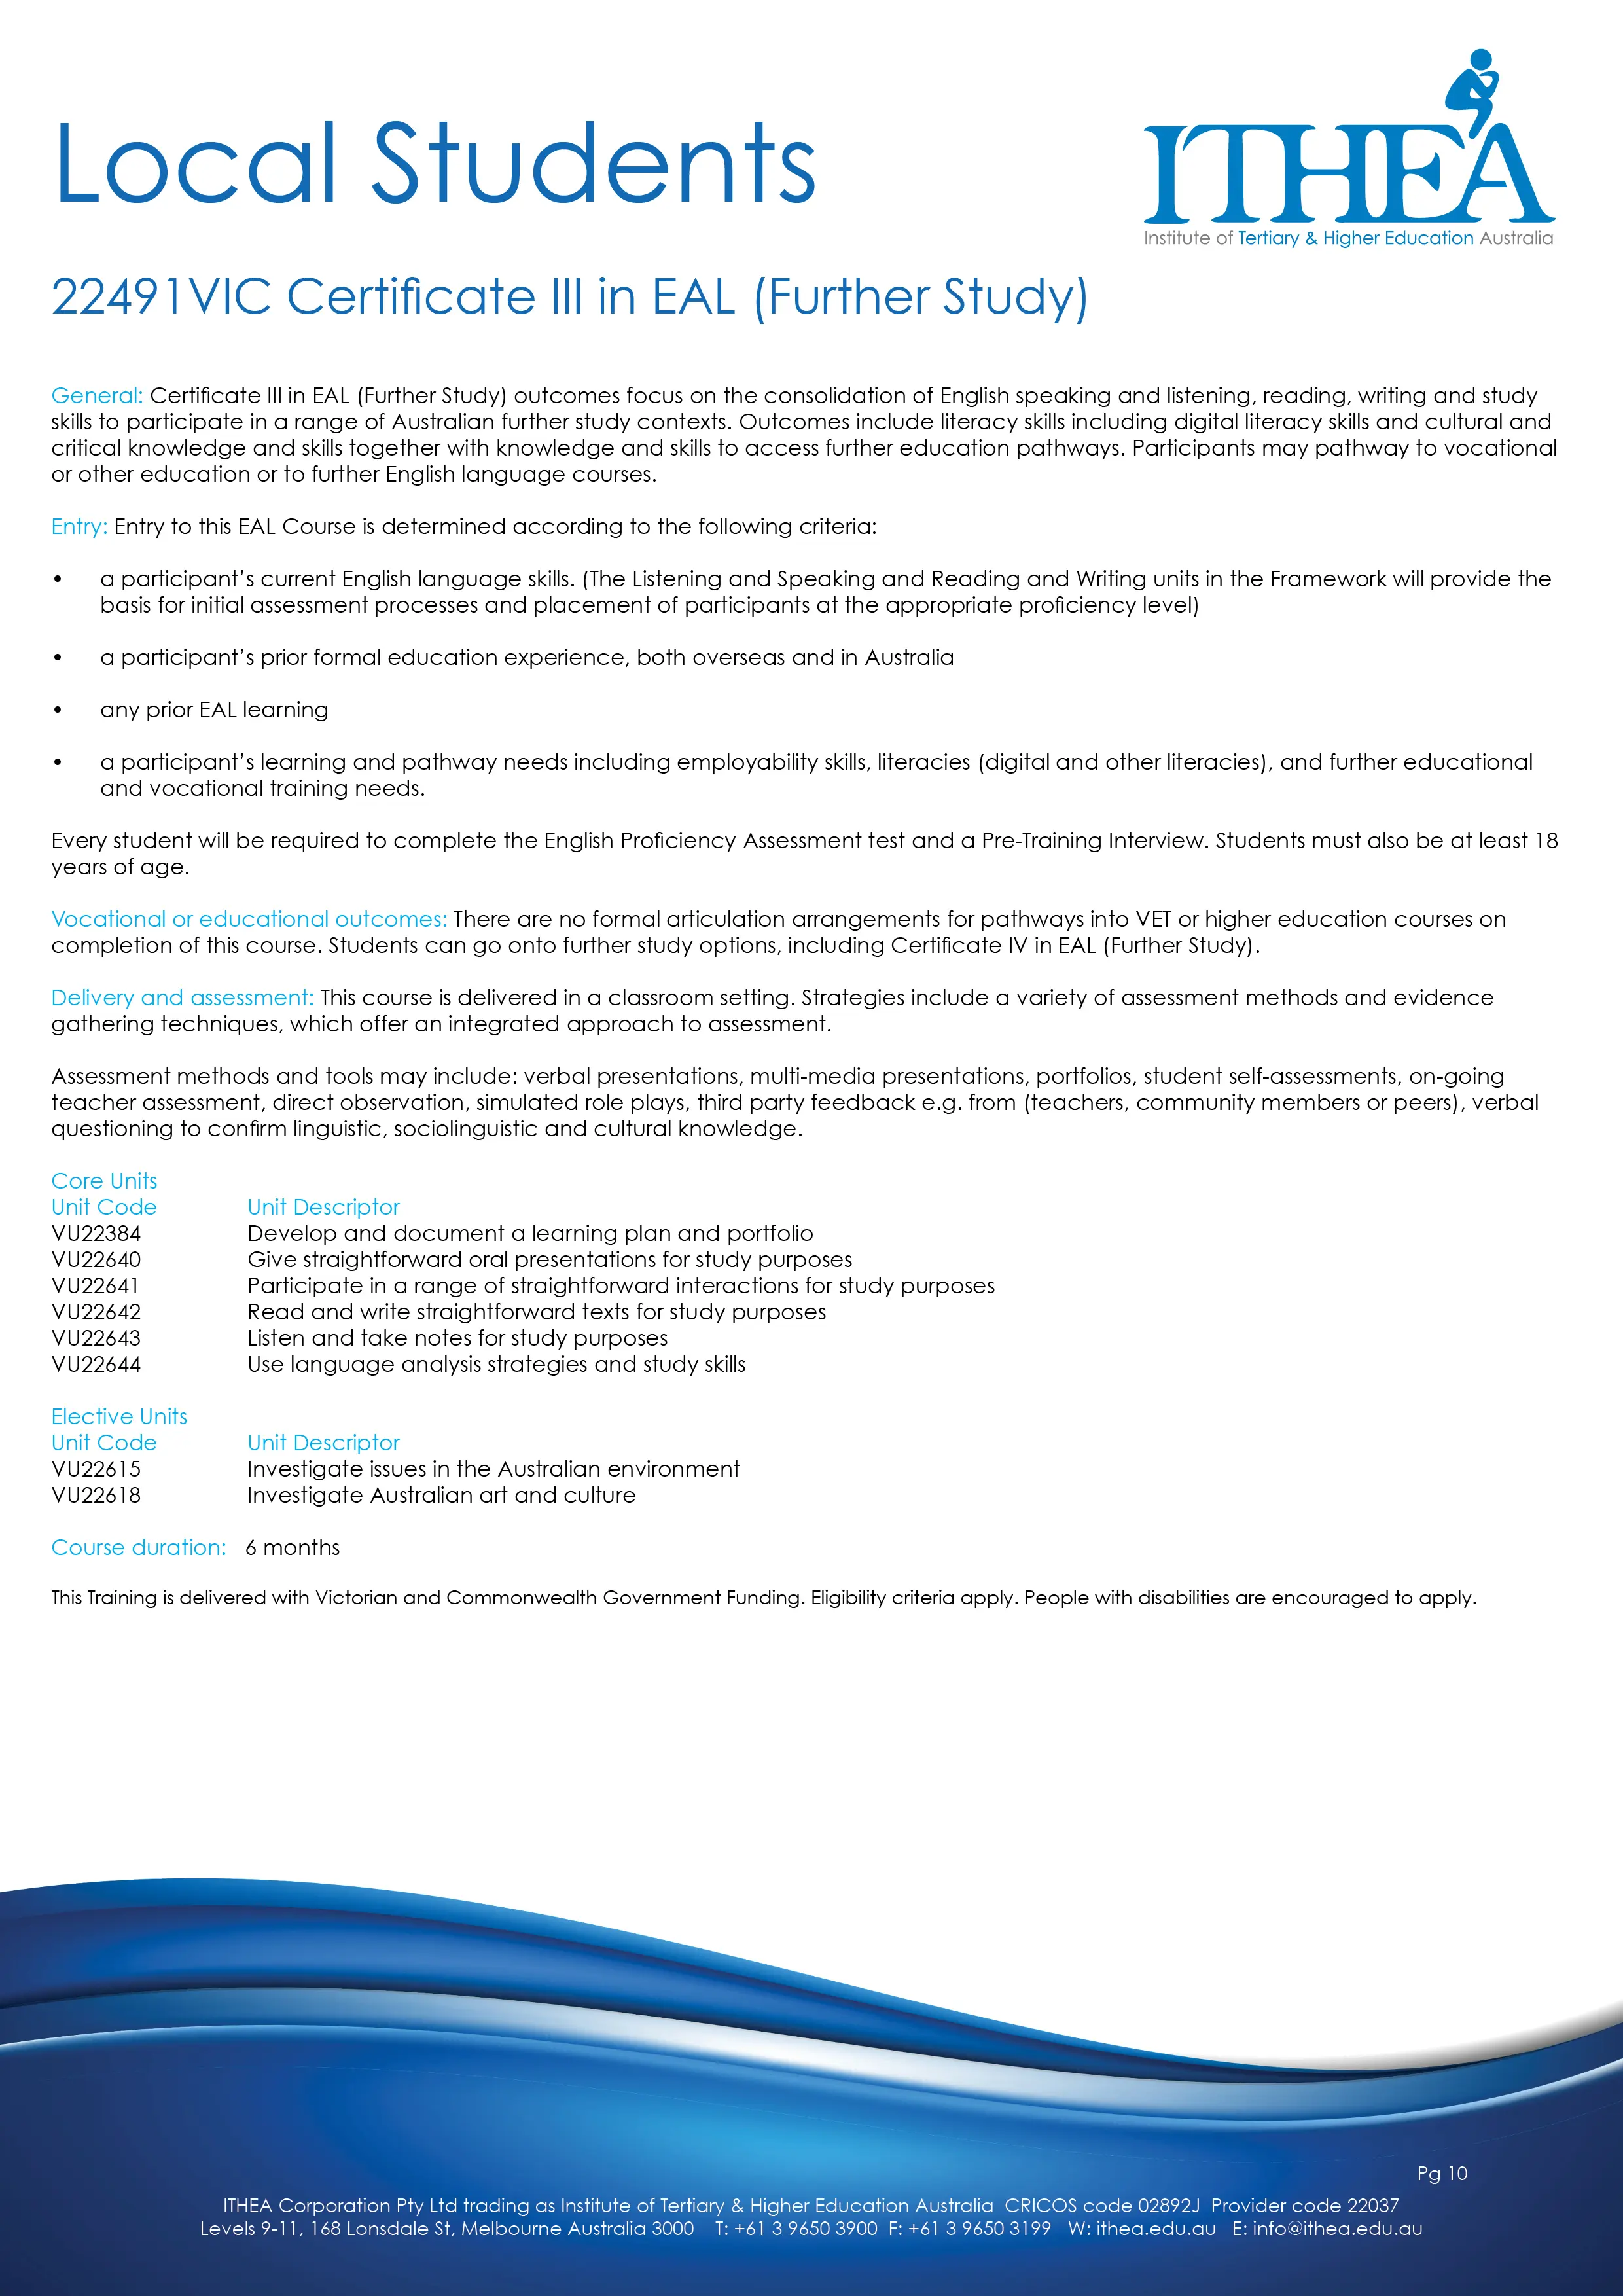 Local Students
ITHEA
Institute of Tertiary & Higher Education Australia
22491VIC Certificate III in EAL (Further Study)
General: Certificate III in EAL (Further Study) outcomes focus on the consolidation of English speaking and listening, reading, writing and study
skills to participate in a range of Australian further study contexts. Outcomes include literacy skills including digital literacy skills and cultural and
critical knowledge and skills together with knowledge and skills to access further education pathways. Participants may pathway to vocational
or other education or to further English language courses.
Entry: Entry to this EAL Course is determined according to the following criteria:
• a participant’s current English language skills. (The Listening and Speaking and Reading and Writing units in the Framework will provide the
basis for initial assessment processes and placement of participants at the appropriate proficiency level)
• a participant’s prior formal education experience, both overseas and in Australia
• any prior EAL learning
• a participant’s learning and pathway needs including employability skills, literacies (digital and other literacies), and further educational
and vocational training needs.
Every student will be required to complete the English Proficiency Assessment test and a Pre-Training Interview. Students must also be at least 18
years of age.
Vocational or educational outcomes: There are no formal articulation arrangements for pathways into VET or higher education courses on
completion of this course. Students can go onto further study options, including Certificate IV in EAL (Further Study).
Delivery and assessment: This course is delivered in a classroom setting. Strategies include a variety of assessment methods and evidence
gathering techniques, which offer an integrated approach to assessment.
Assessment methods and tools may include: verbal presentations, multi-media presentations, portfolios, student self-assessments, on-going
teacher assessment, direct observation, simulated role plays, third party feedback e.g. from (teachers, community members or peers), verbal
questioning to confirm linguistic, sociolinguistic and cultural knowledge.
Core Units
Unit Code Unit Descriptor
VU22384 Develop and document a learning plan and portfolio
VU22640 Give straightforward oral presentations for study purposes
VU22641 Participate in a range of straightforward interactions for study purposes
VU22642 Read and write straightforward texts for study purposes
VU22643 Listen and take notes for study purposes
VU22644 Use language analysis strategies and study skills
Elective Units
Unit Code Unit Descriptor
VU22615 Investigate issues in the Australian environment
VU22618 Investigate Australian art and culture
Course duration: 6 months
This Training is delivered with Victorian and Commonwealth Government Funding. Eligibility criteria apply. People with disabilities are encouraged to apply.
Pg 10
ITHEA Corporation Pty Ltd trading as Institute of Tertiary & Higher Education Australia CRICOS code 02892J Provider code 22037
Levels 9-11, 168 Lonsdale St, Melbourne Australia 3000 T: +61 3 9650 3900 F: +61 3 9650 3199 W: ithea.edu.au E: info@ithea.edu.au